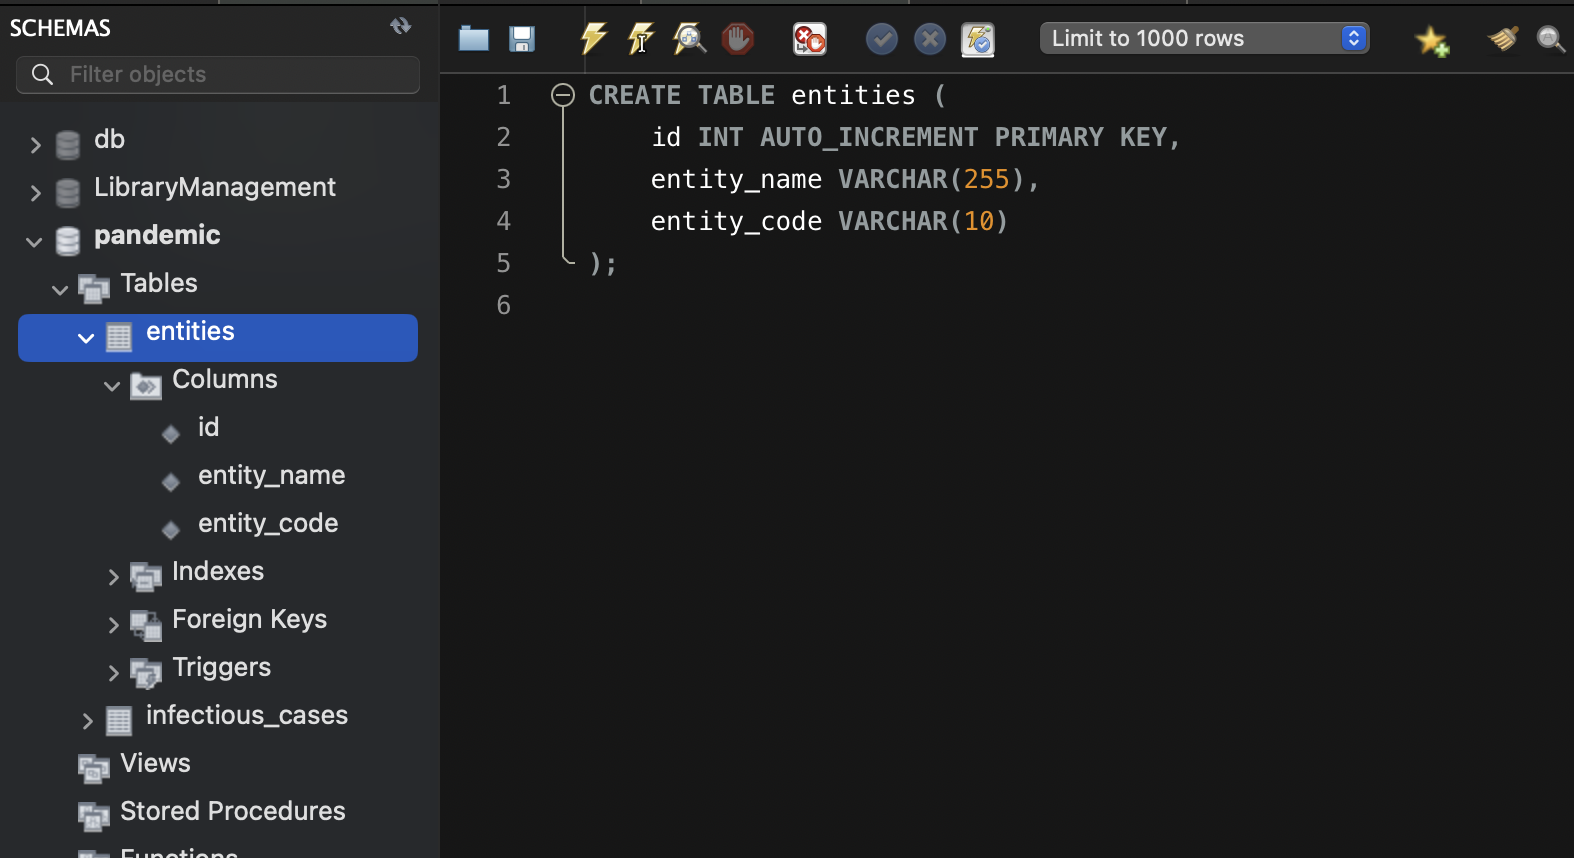 SCHEMAS
Filter objects
db
LibraryManagement
pandemic
Tables
entities
Columns
id
entity_name
entity_code
Indexes
Foreign Keys
Triggers
infectious_cases
Views
Stored Procedures
Functions
Limit to 1000 rows
1 CREATE TABLE entities (
2 id INT AUTO_INCREMENT PRIMARY KEY,
3 entity_name VARCHAR(255),
4 entity_code VARCHAR(10)
5 );
6